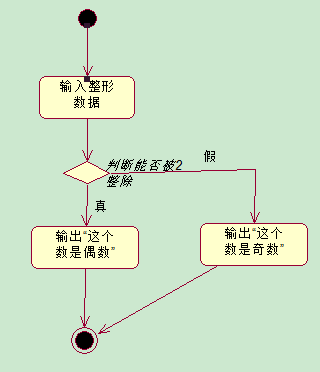 输入整形
数据
判断能否被2
整除
假
真
输出“这个
数是偶数”
输出“这个
数是奇数”